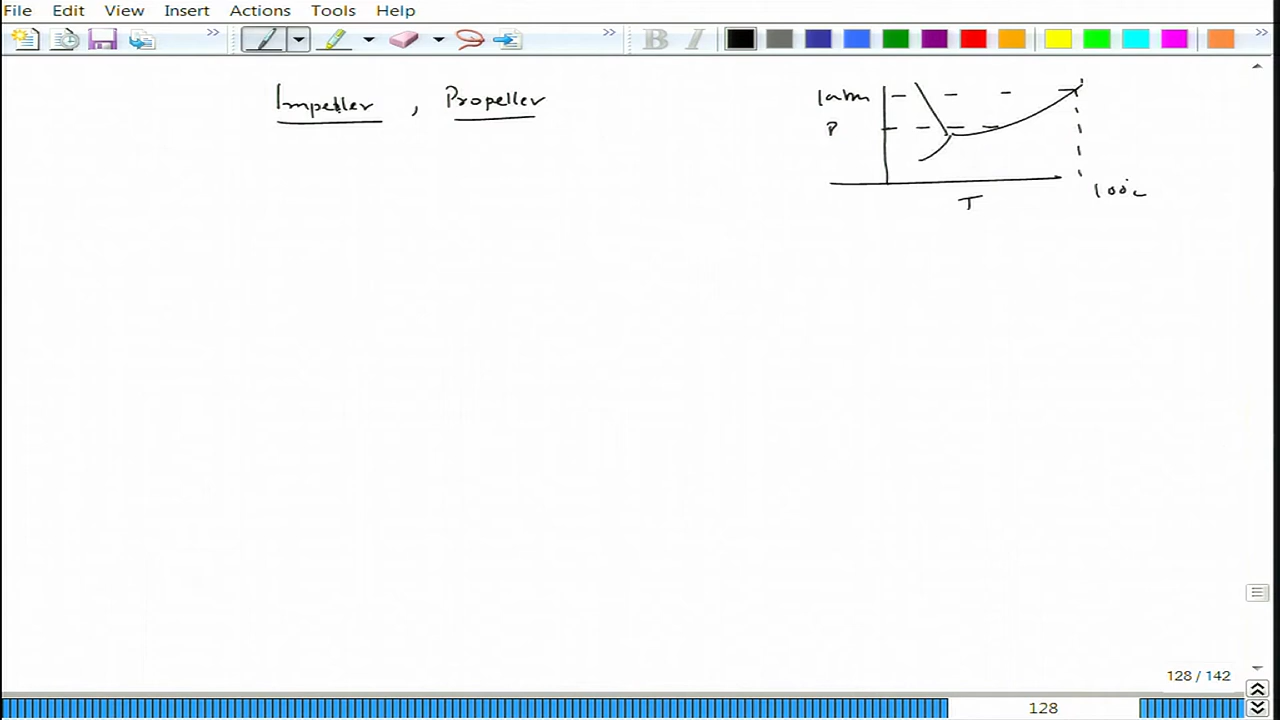 File Edit View Insert Actions Tools Help
B I
Impeller , Propeller
1atm
P
T
100°C
128 / 142
128